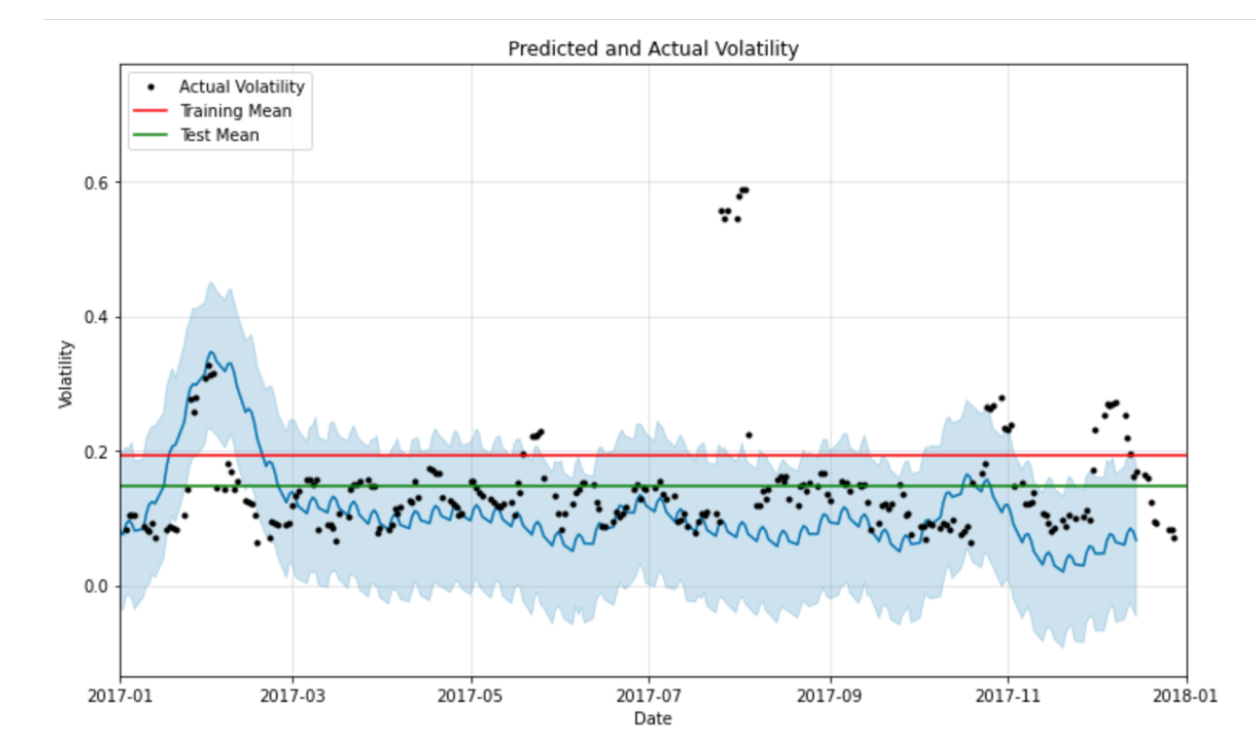 Predicted and Actual Volatility
Actual Volatility
Training Mean
Test Mean
0.6
0.4
0.2
0.0
Volatility
2017-01 2017-03 2017-05 2017-07 2017-09 2017-11 2018-01
Date